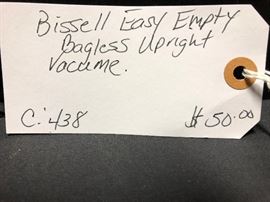 Bissell Easy Empty
Bagless Upright
Vacume.
C: 438 $50.00